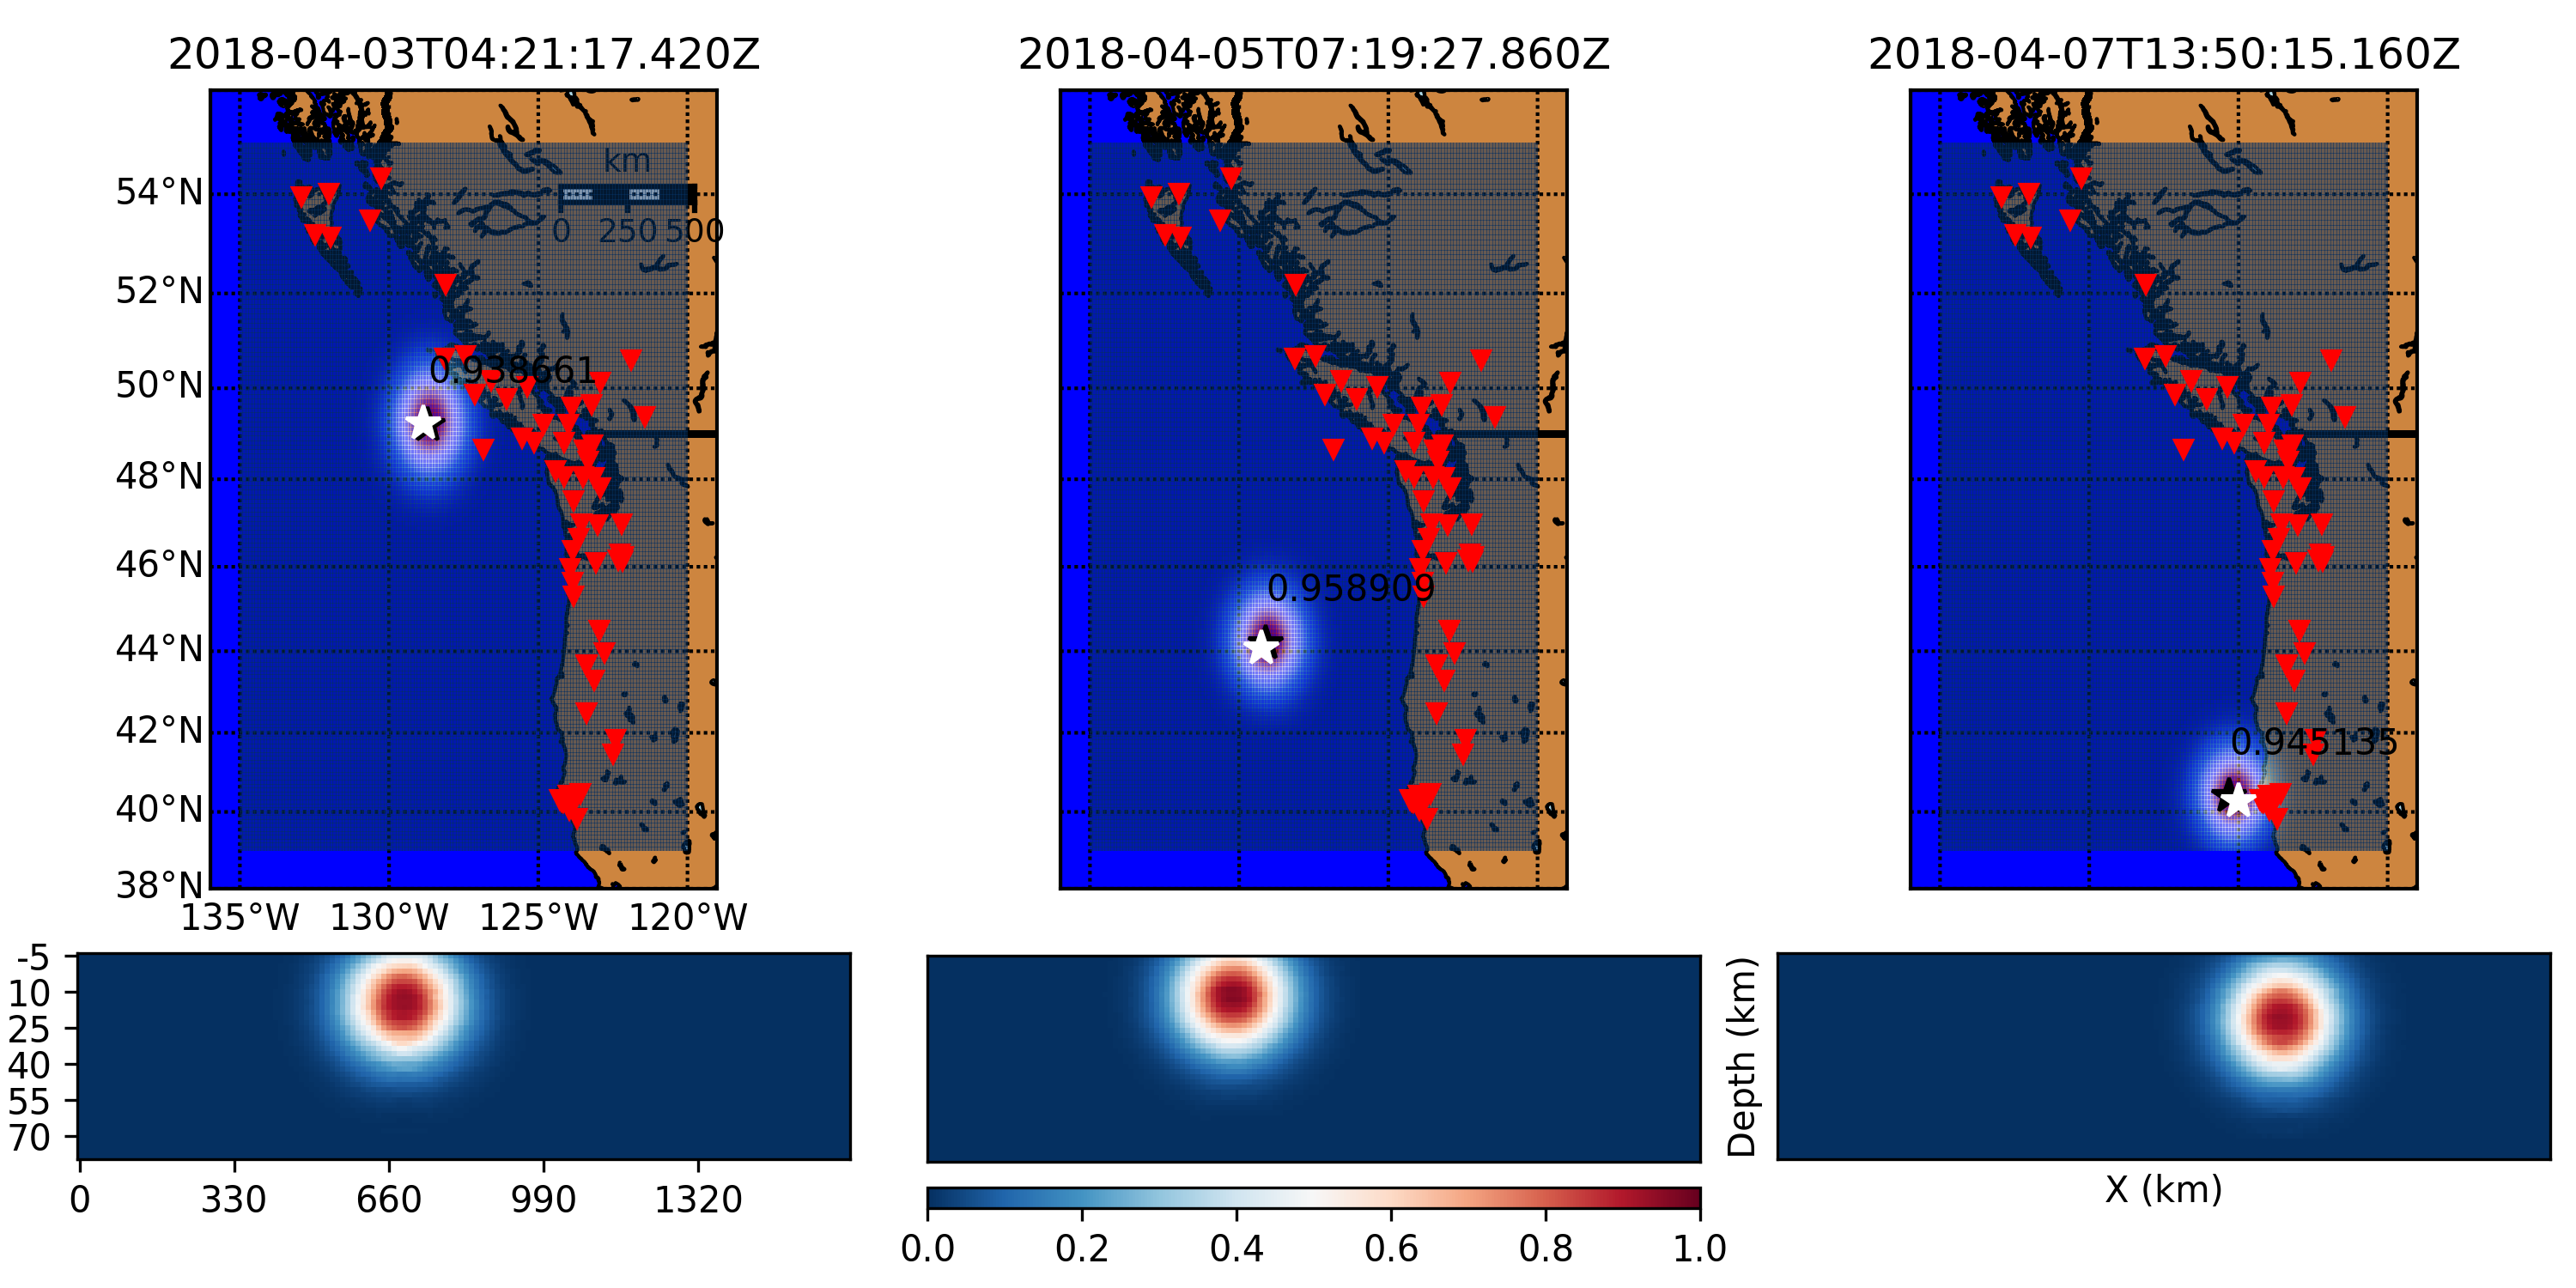 2018-04-03T04:21:17.420Z
2018-04-05T07:19:27.860Z
2018-04-07T13:50:15.160Z
km
54°N
0 250 500
52°N
50°N
0.938661
48°N
46°N
0.958909
44°N
42°N
0.945135
40°N
38°N
135°W 130°W 125°W 120°W
-5
10
25
40
55
70
0 330 660 990 1320
Depth (km)
X (km)
0.0 0.2 0.4 0.6 0.8 1.0